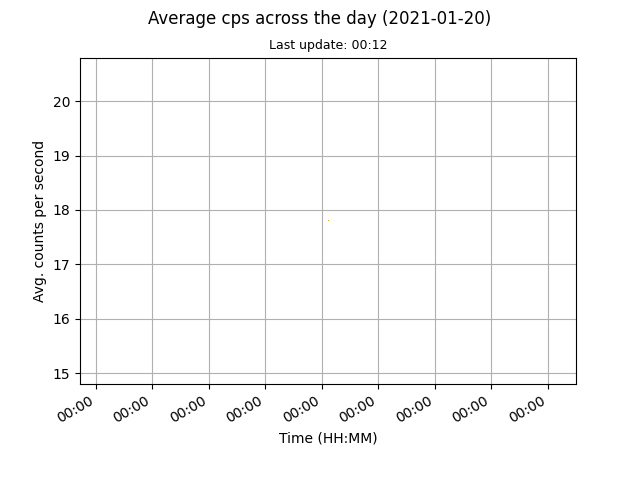 Average cps across the day (2021-01-20)
Last update: 00:12
20
19
18
17
16
15
Avg. counts per second
00:00 00:00 00:00 00:00 00:00 00:00 00:00 00:00 00:00
Time (HH:MM)